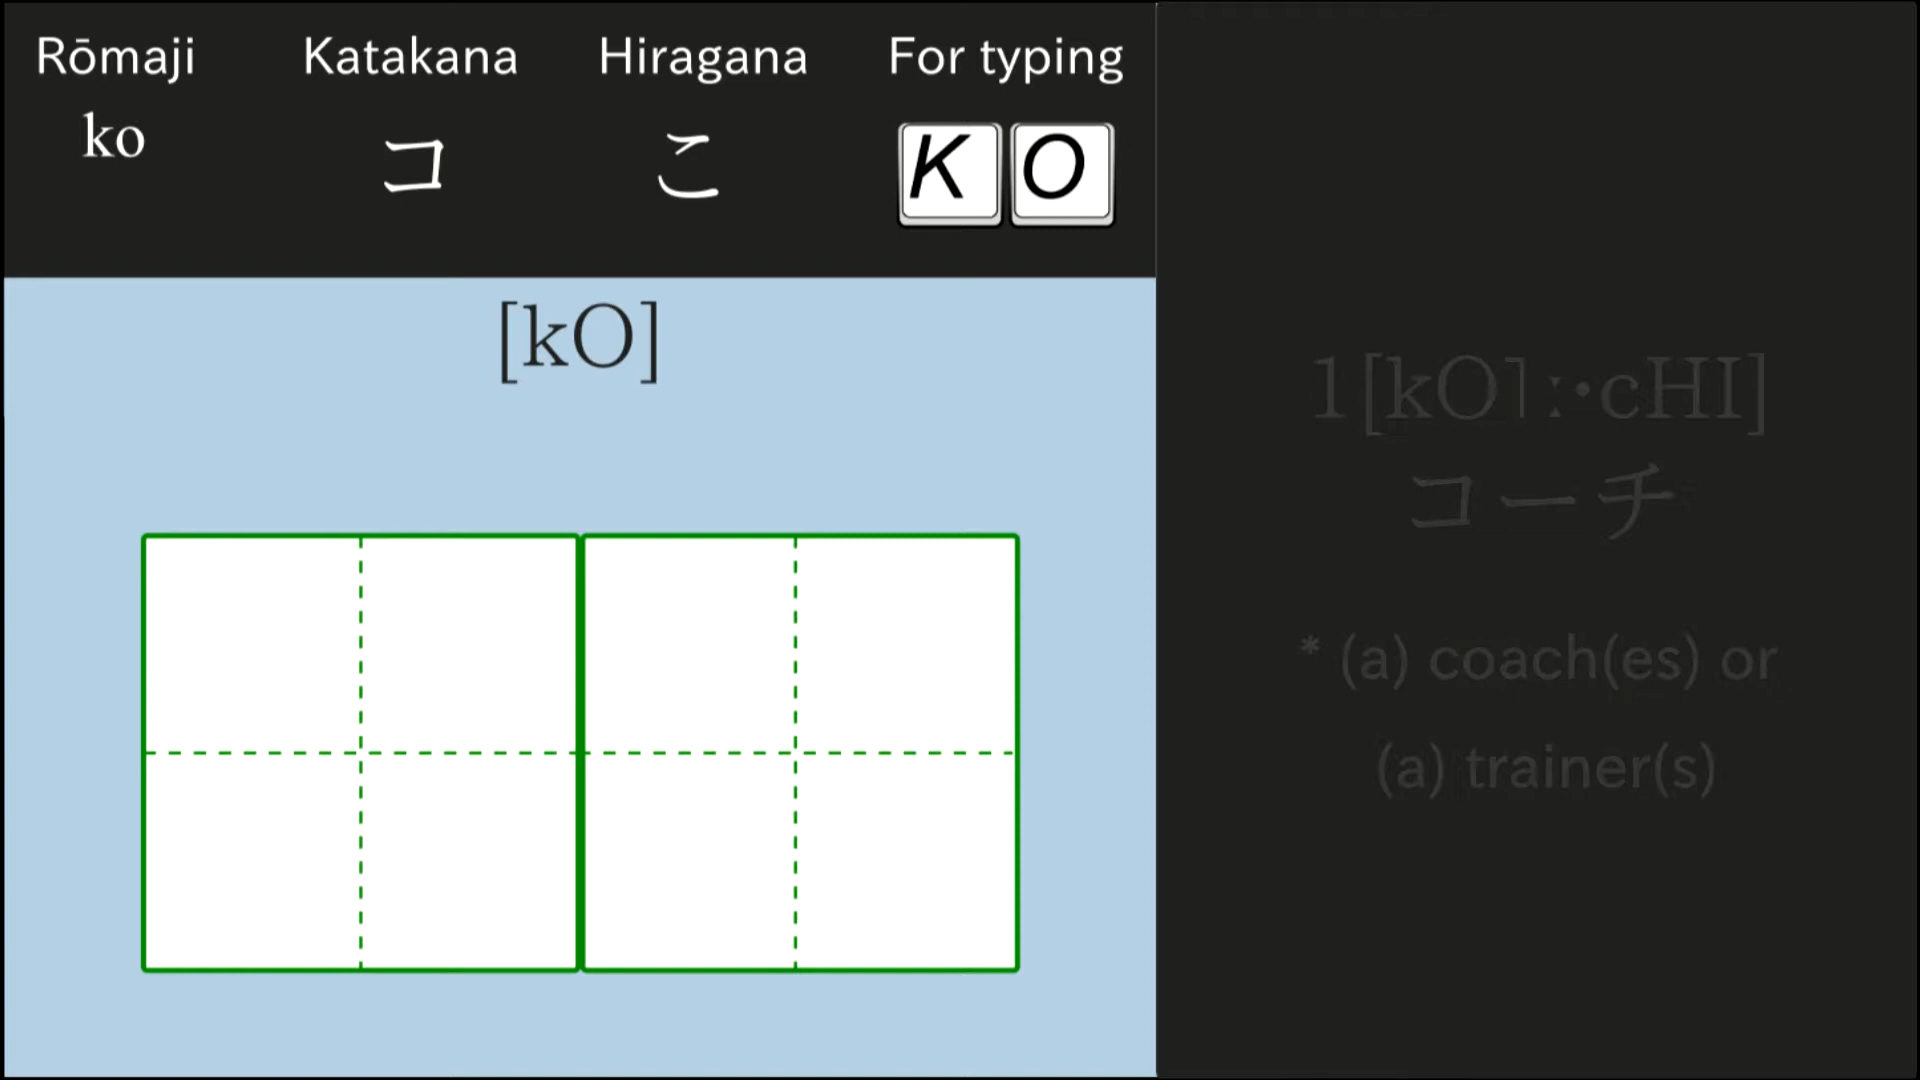 Rōmaji Katakana Hiragana For typing
ko コ こ K O
[kO]
1[kO˥ː・cHI]
コーチ
* (a) coach(es) or
(a) trainer(s)